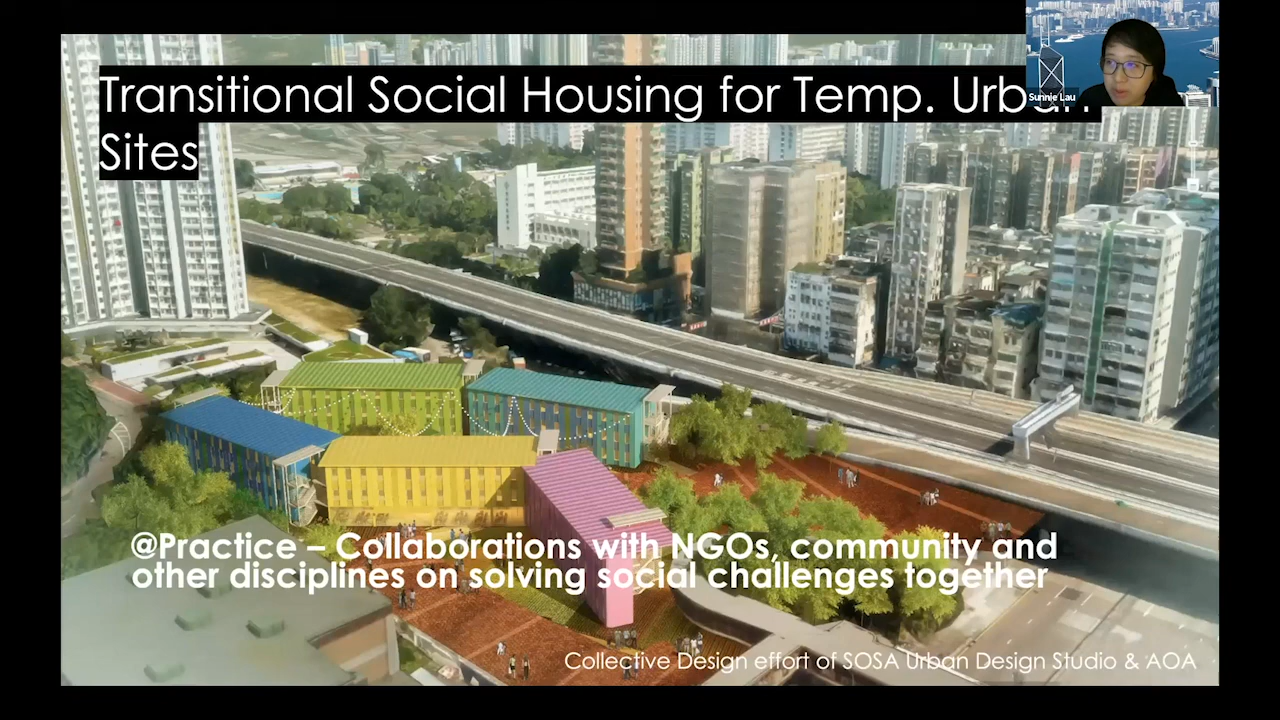 Transitional Social Housing for Temp. Urban
Sites
Sunnie Lau
@Practice – Collaborations with NGOs, community and
other disciplines on solving social challenges together
Collective Design effort of SOSA Urban Design Studio & AOA